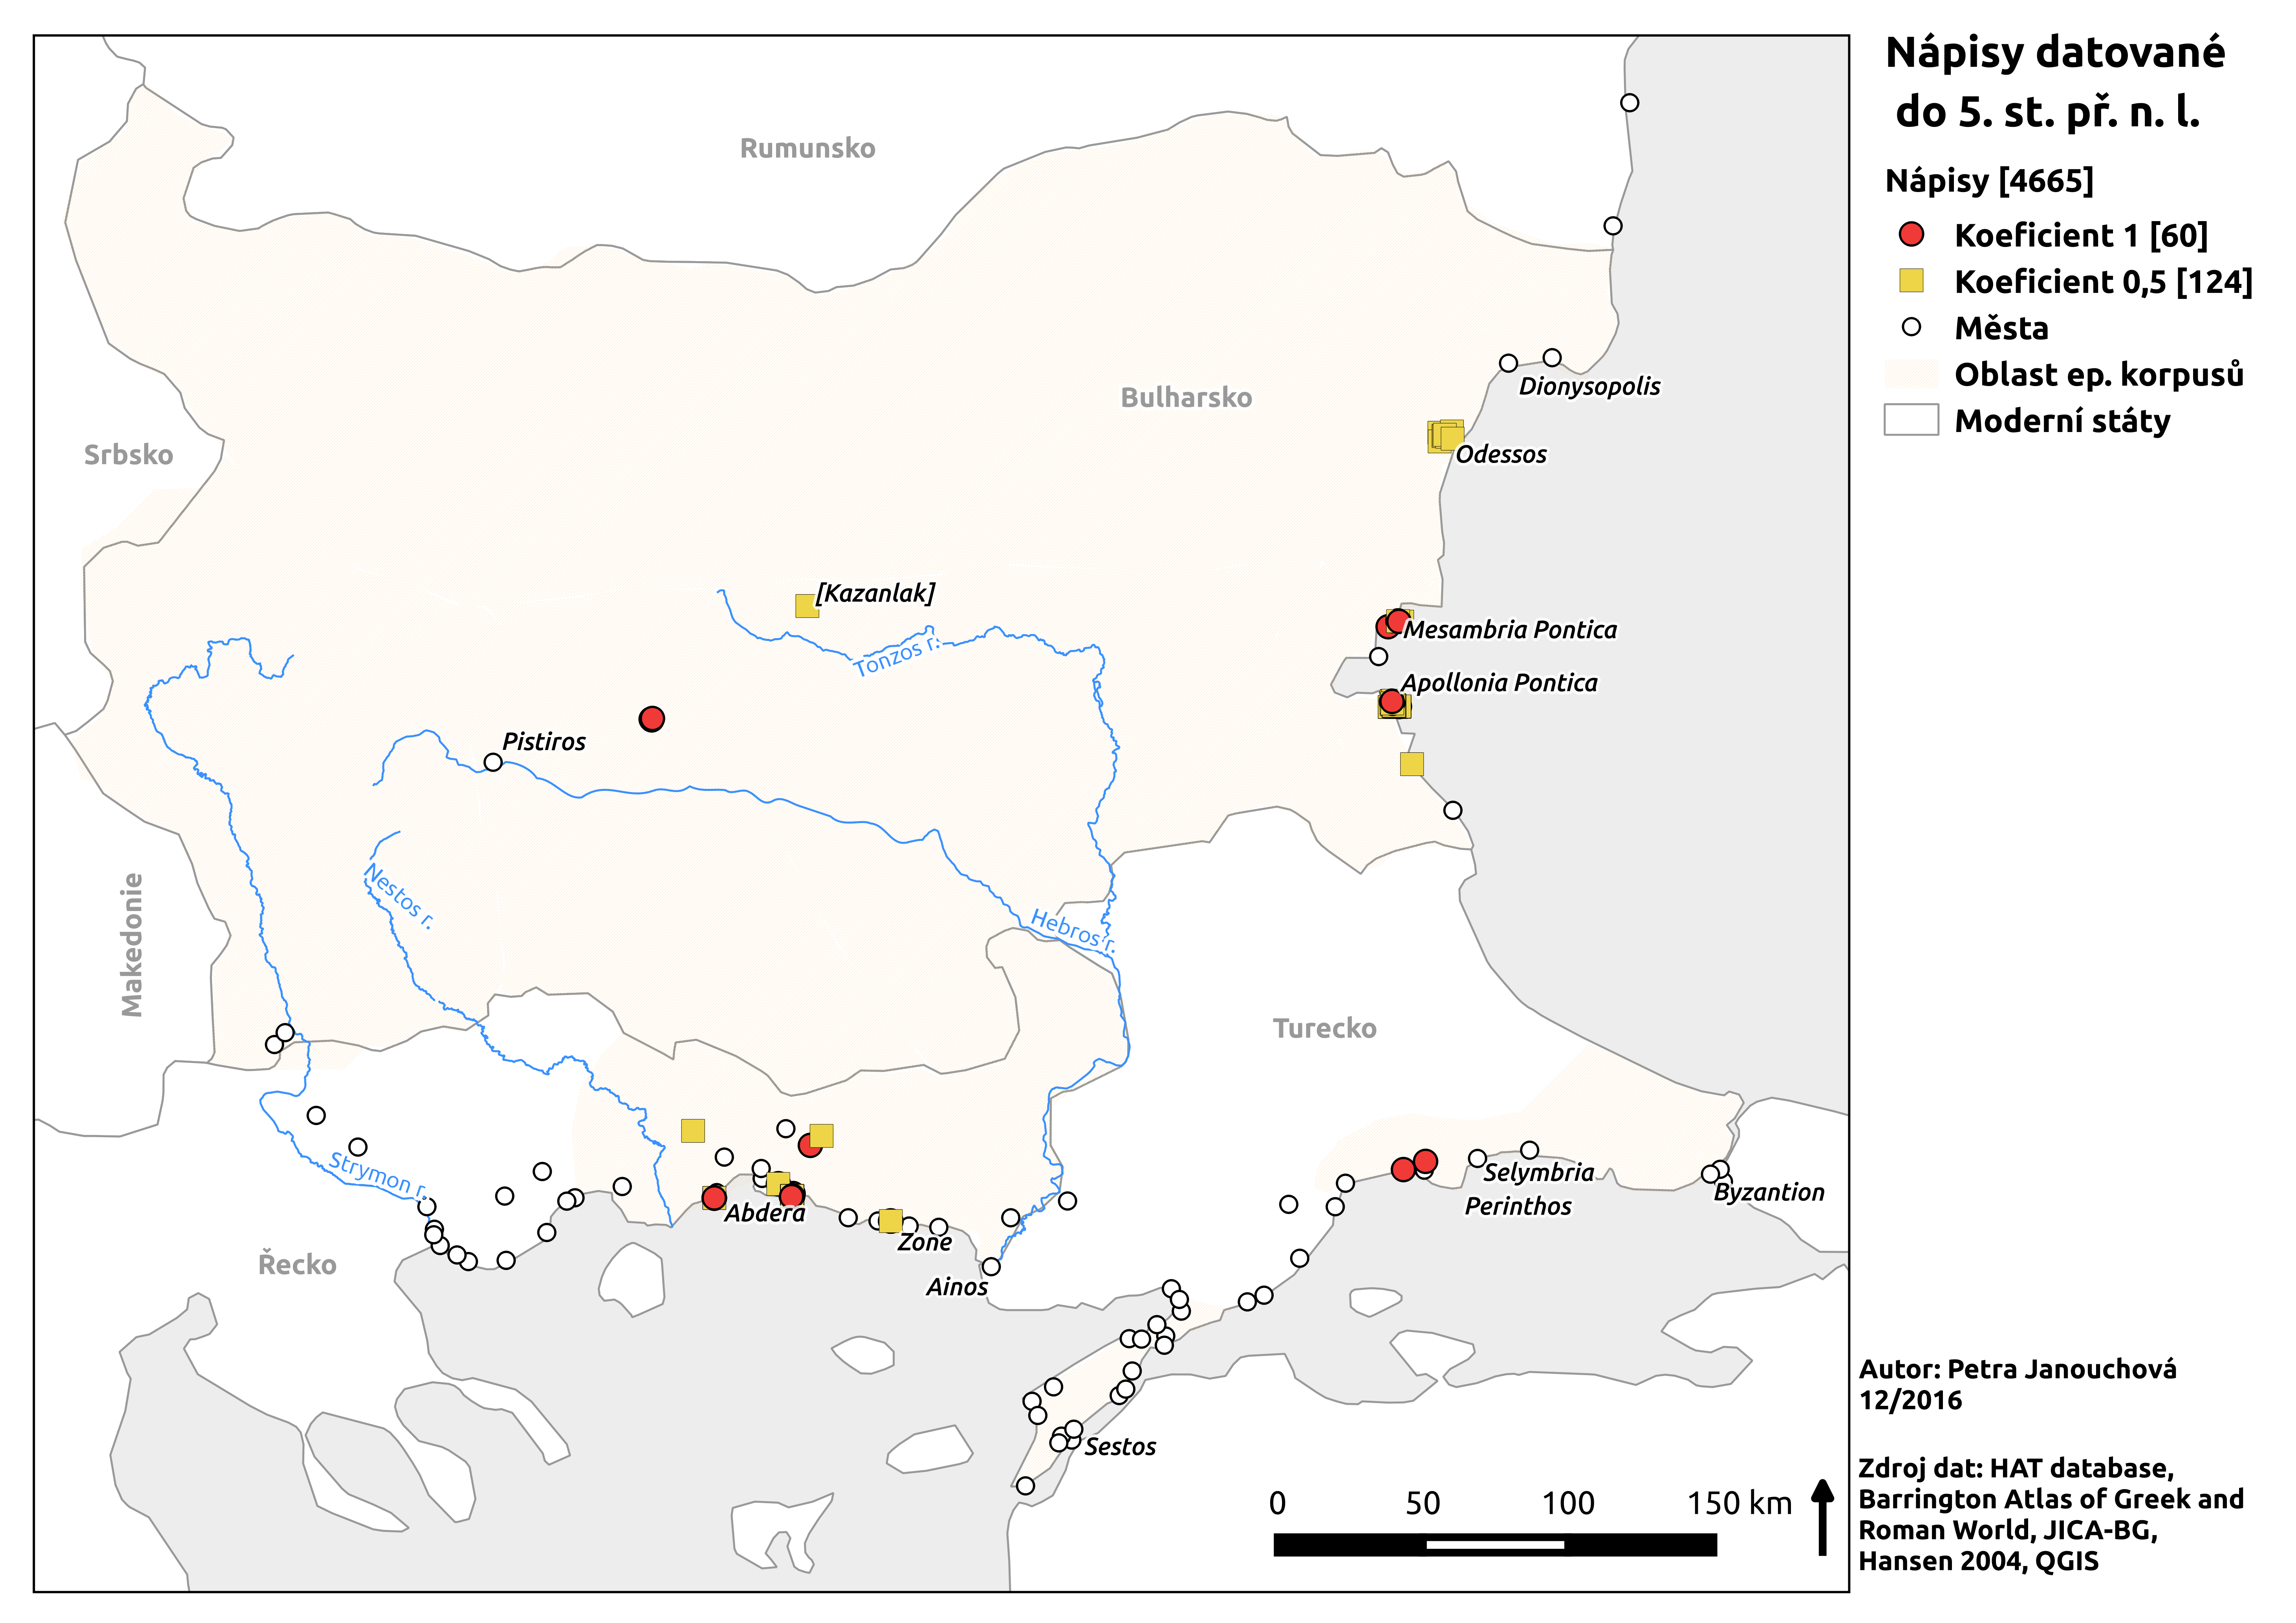 Nápisy datované
do 5. st. př. n. l.
Nápisy [4665]
Koeficient 1 [60]
Koeficient 0,5 [124]
Města
Oblast ep. korpusů
Moderní státy
Rumunsko
Bulharsko
Dionysopolis
Srbsko
Odessos
[Kazanlak]
Mesambria Pontica
Tonzos r.
Apollonia Pontica
Pistiros
Nestos r.
Hebros r.
Makedonie
Turecko
Strymon r.
Selymbria
Byzantion
Perinthos
Abdera
Zone
Řecko
Ainos
Sestos
0 50 100 150 km
Autor: Petra Janouchová
12/2016
Zdroj dat: HAT database,
Barrington Atlas of Greek and
Roman World, JICA-BG,
Hansen 2004, QGIS